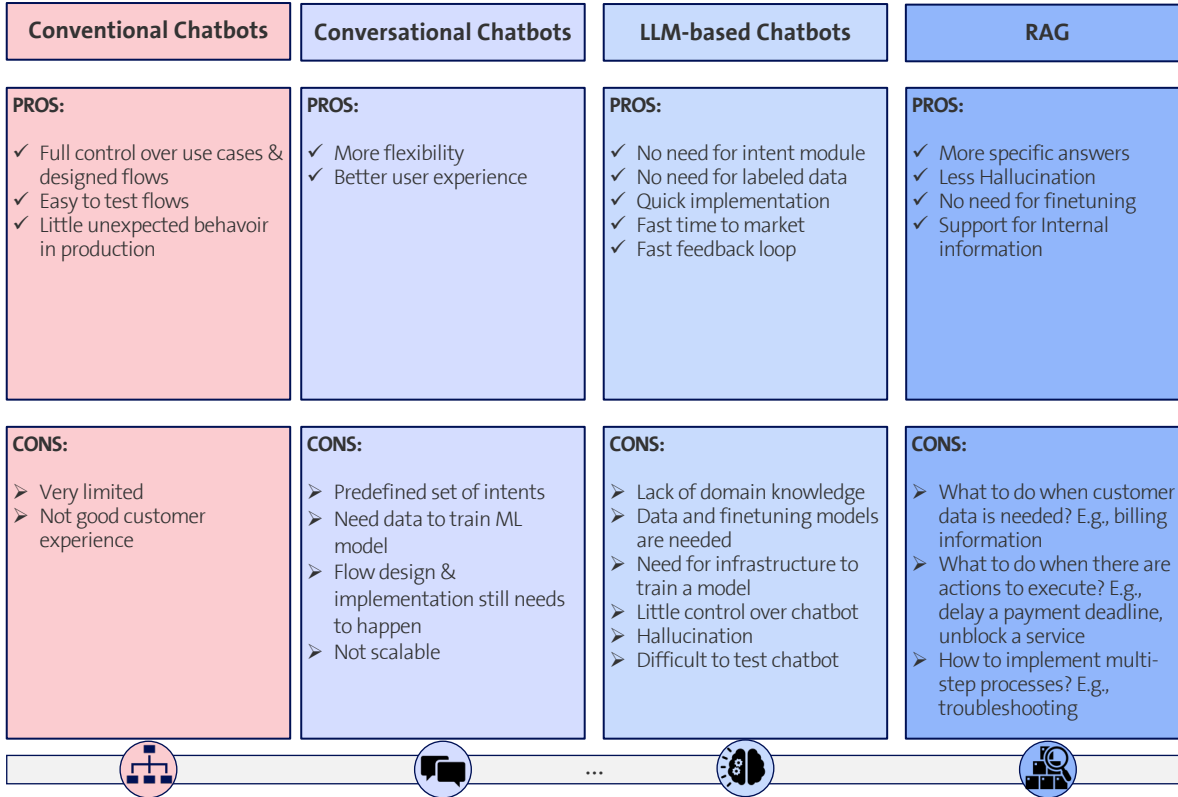 Conventional Chatbots
Conversational Chatbots
LLM-based Chatbots
RAG
PROS:
✓ Full control over use cases &
designed flows
✓ Easy to test flows
✓ Little unexpected behavoir
in production
PROS:
✓ More flexibility
✓ Better user experience
PROS:
✓ No need for intent module
✓ No need for labeled data
✓ Quick implementation
✓ Fast time to market
✓ Fast feedback loop
PROS:
✓ More specific answers
✓ Less Hallucination
✓ No need for finetuning
✓ Support for Internal
information
CONS:
➢ Very limited
➢ Not good customer
experience
CONS:
➢ Predefined set of intents
➢ Need data to train ML
model
➢ Flow design &
implementation still needs
to happen
➢ Not scalable
CONS:
➢ Lack of domain knowledge
➢ Data and finetuning models
are needed
➢ Need for infrastructure to
train a model
➢ Little control over chatbot
➢ Hallucination
➢ Difficult to test chatbot
CONS:
➢ What to do when customer
data is needed? E.g., billing
information
➢ What to do when there are
actions to execute? E.g.,
delay a payment deadline,
unblock a service
➢ How to implement multi-
step processes? E.g.,
troubleshooting
...